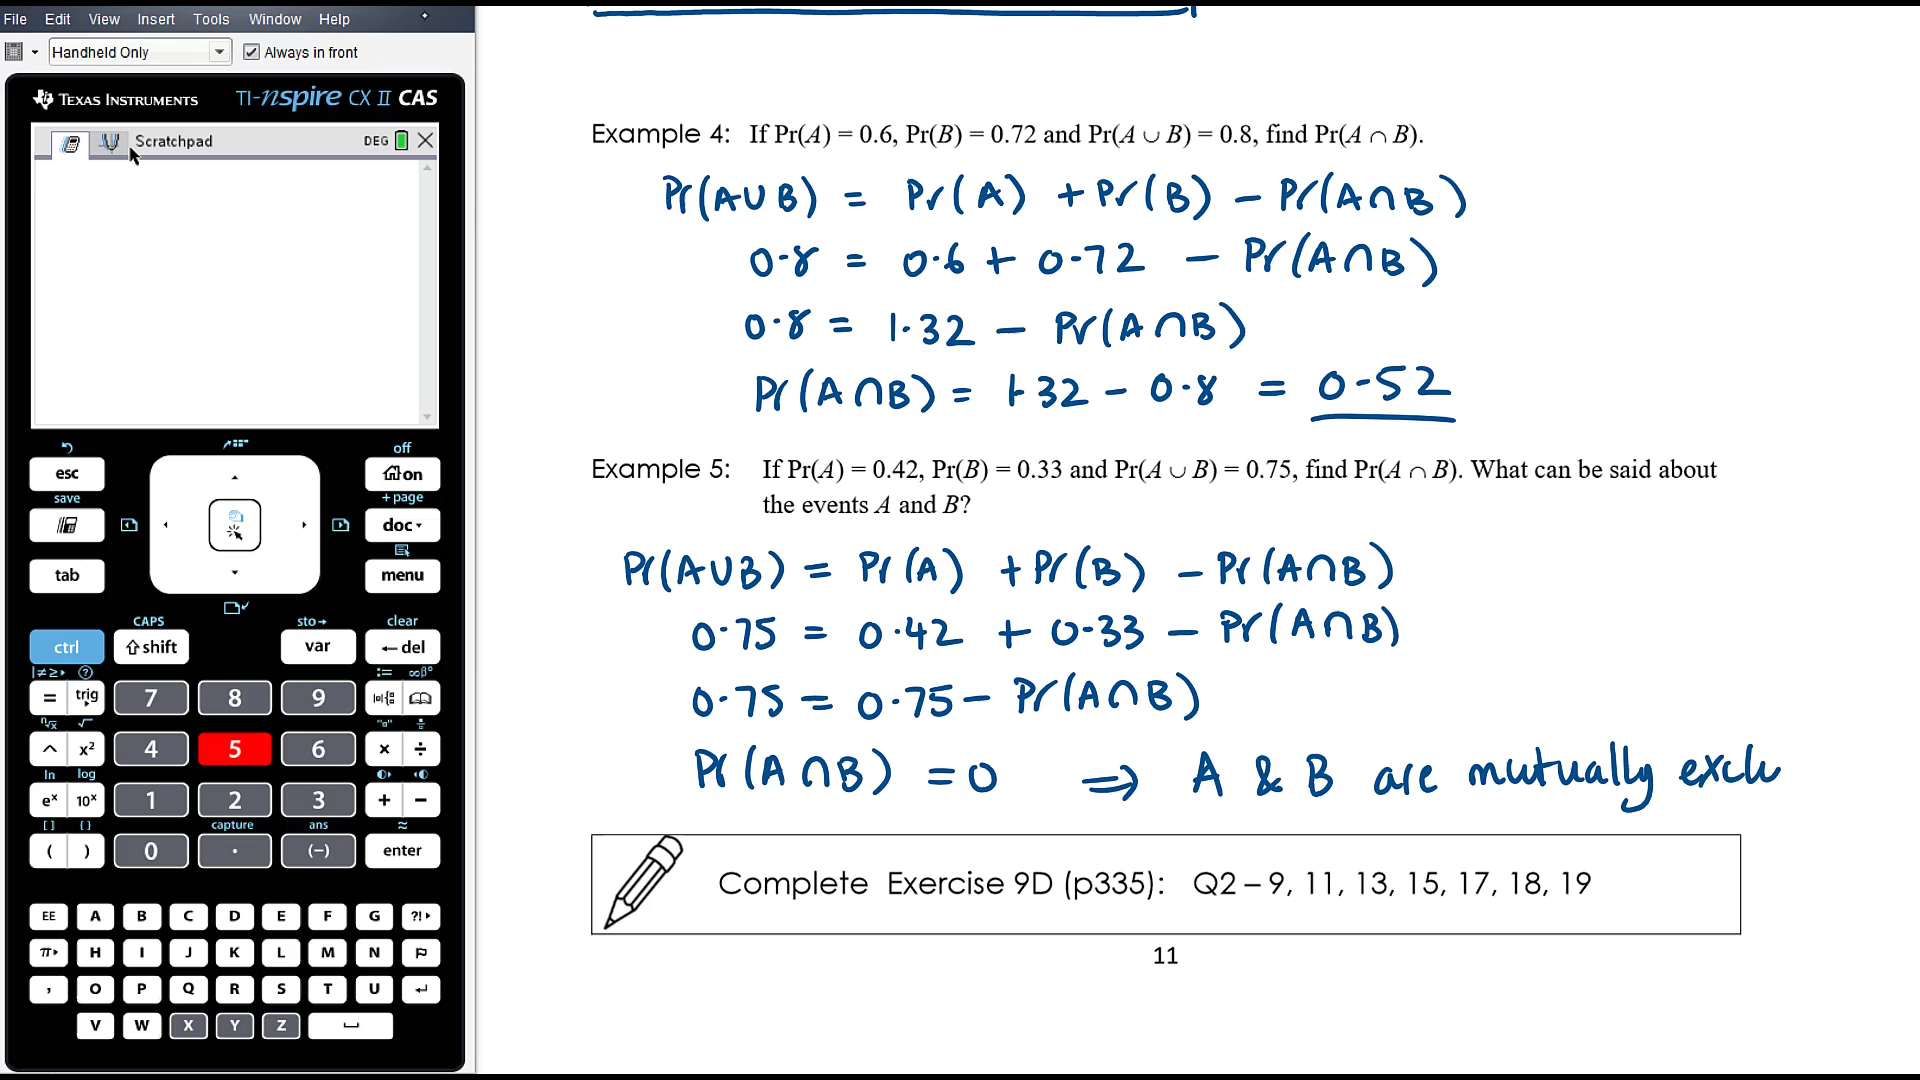 File Edit View Insert Tools Window Help
Handheld Only Always in front
TEXAS INSTRUMENTS TI-nspire CX II CAS
Scratchpad DEG
off
esc on
save + page
doc
tab menu
CAPS sto→ clear
ctrl ⇧shift var ←del
|≠≥▸ ? := ∞β°
= trig 7 8 9
ⁿ√x √ "▫" ÷
^ x² 4 5 6 × ÷
ln log
eˣ 10ˣ 1 2 3 + −
[ ] { } capture ans ≈
( ) 0 . (−) enter
EE A B C D E F G ?!▸
π▸ H I J K L M N
, O P Q R S T U ↵
V W X Y Z
Example 4: If Pr(A) = 0.6, Pr(B) = 0.72 and Pr(A ∪ B) = 0.8, find Pr(A ∩ B).
Pr(A∪B) = Pr(A) + Pr(B) − Pr(A∩B)
0.8 = 0.6 + 0.72 − Pr(A∩B)
0.8 = 1.32 − Pr(A∩B)
Pr(A∩B) = 1.32 − 0.8 = 0.52
Example 5: If Pr(A) = 0.42, Pr(B) = 0.33 and Pr(A ∪ B) = 0.75, find Pr(A ∩ B). What can be said about
the events A and B?
Pr(A∪B) = Pr(A) + Pr(B) − Pr(A∩B)
0.75 = 0.42 + 0.33 − Pr(A∩B)
0.75 = 0.75 − Pr(A∩B)
Pr(A∩B) = 0 ⇒ A & B are mutually exclu
Complete Exercise 9D (p335): Q2 – 9, 11, 13, 15, 17, 18, 19
11